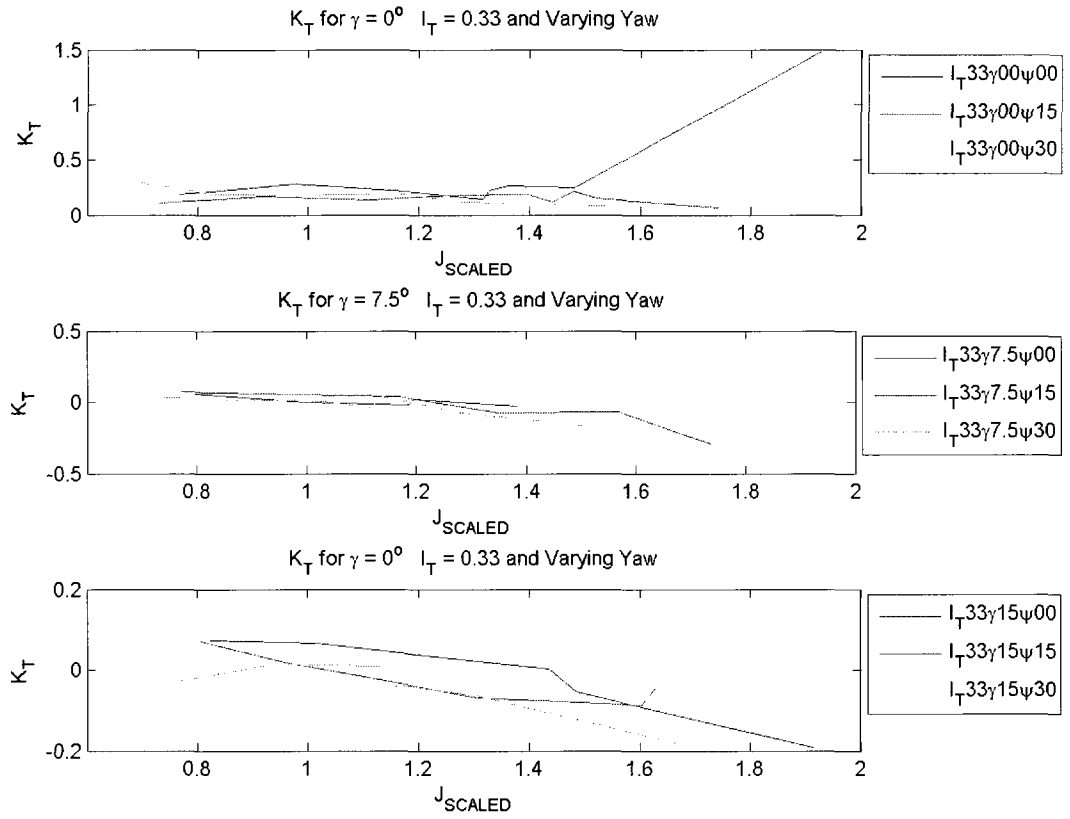 K_T for γ = 0° I_T = 0.33 and Varying Yaw
1.5
1
0.5
0
K_T
0.8 1 1.2 1.4 1.6 1.8 2
J_SCALED
I_T33γ00ψ00
I_T33γ00ψ15
I_T33γ00ψ30
K_T for γ = 7.5° I_T = 0.33 and Varying Yaw
0.5
0
-0.5
K_T
0.8 1 1.2 1.4 1.6 1.8 2
J_SCALED
I_T33γ7.5ψ00
I_T33γ7.5ψ15
I_T33γ7.5ψ30
K_T for γ = 0° I_T = 0.33 and Varying Yaw
0.2
0
-0.2
K_T
0.8 1 1.2 1.4 1.6 1.8 2
J_SCALED
I_T33γ15ψ00
I_T33γ15ψ15
I_T33γ15ψ30